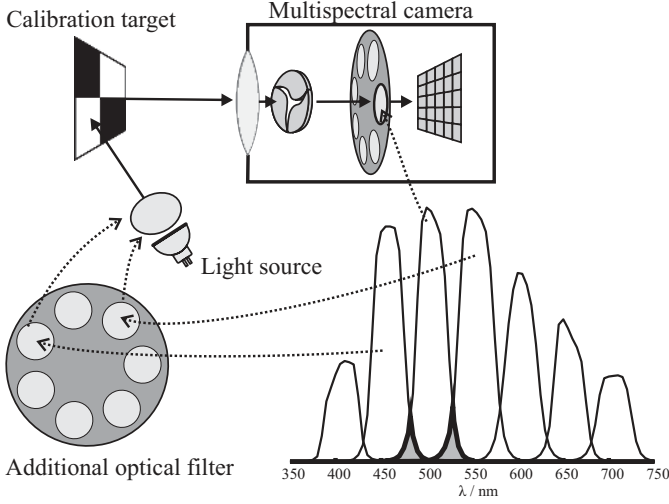 Calibration target
Multispectral camera
Light source
Additional optical filter
350 400 450 500 550 600 650 700 750
λ / nm